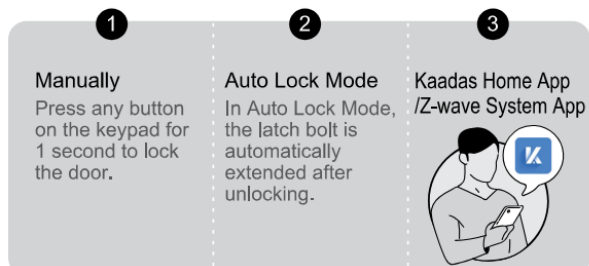 1
Manually
Press any button
on the keypad for
1 second to lock
the door.
2
Auto Lock Mode
In Auto Lock Mode,
the latch bolt is
automatically
extended after
unlocking.
3
Kaadas Home App
/Z-wave System App
K